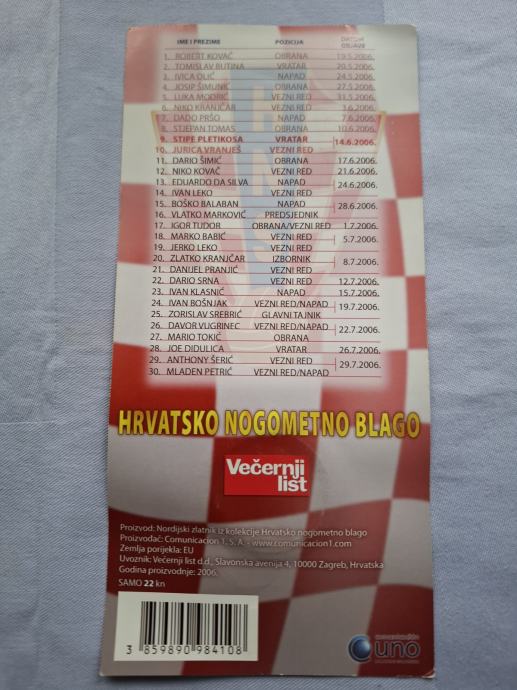 IME I PREZIME POZICIJA DATUM OBJAVE
1. ROBERT KOVAČ OBRANA 19.5.2006.
2. TOMISLAV BUTINA VRATAR 20.5.2006.
3. IVICA OLIĆ NAPAD 24.5.2006.
4. JOSIP ŠIMUNIĆ OBRANA 27.5.2006.
5. LUKA MODRIĆ VEZNI RED 31.5.2006.
6. NIKO KRANJČAR VEZNI RED 3.6.2006.
7. DADO PRŠO NAPAD 7.6.2006.
8. STJEPAN TOMAS OBRANA 10.6.2006.
9. STIPE PLETIKOSA VRATAR 14.6.2006.
10. JURICA VRANJEŠ VEZNI RED
11. DARIO ŠIMIĆ OBRANA 17.6.2006.
12. NIKO KOVAČ VEZNI RED 21.6.2006.
13. EDUARDO DA SILVA NAPAD 24.6.2006.
14. IVAN LEKO VEZNI RED
15. BOŠKO BALABAN NAPAD 28.6.2006.
16. VLATKO MARKOVIĆ PREDSJEDNIK
17. IGOR TUDOR OBRANA/VEZNI RED 1.7.2006.
18. MARKO BABIĆ VEZNI RED 5.7.2006.
19. JERKO LEKO VEZNI RED
20. ZLATKO KRANJČAR IZBORNIK 8.7.2006.
21. DANIJEL PRANJIĆ VEZNI RED
22. DARIO SRNA VEZNI RED 12.7.2006.
23. IVAN KLASNIĆ NAPAD 15.7.2006.
24. IVAN BOŠNJAK VEZNI RED/NAPAD 19.7.2006.
25. ZORISLAV SREBRIĆ GLAVNI TAJNIK
26. DAVOR VUGRINEC VEZNI RED/NAPAD 22.7.2006.
27. MARIO TOKIĆ OBRANA
28. JOE DIDULICA VRATAR 26.7.2006.
29. ANTHONY ŠERIĆ VEZNI RED 29.7.2006.
30. MLADEN PETRIĆ VEZNI RED/NAPAD
HRVATSKO NOGOMETNO BLAGO
Večernji
list
Proizvod: Nordijski zlatnik iz kolekcije Hrvatsko nogometno blago
Proizvođač: Comunicacion 1, S. A. - www.comunicacion1.com
Zemlja porijekla: EU
Uvoznik: Večernji list d.d., Slavonska avenija 4, 10000 Zagreb, Hrvatska
Godina proizvodnje: 2006.
SAMO 22 kn
3 859890 984108
uno